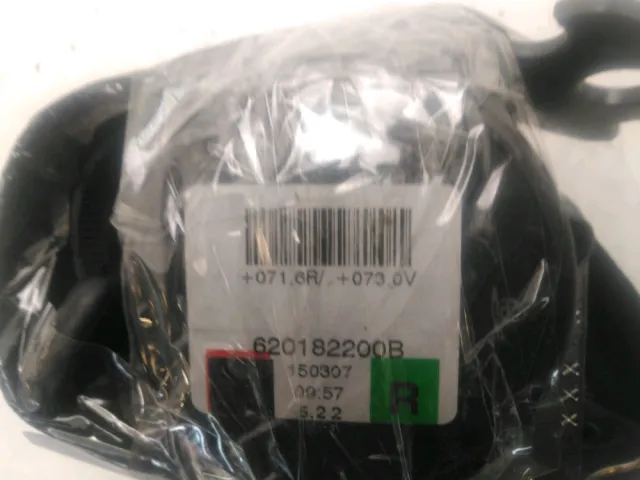 +071,6R/ +073,0V
620182200B
150307
09:57
5.2.2
R